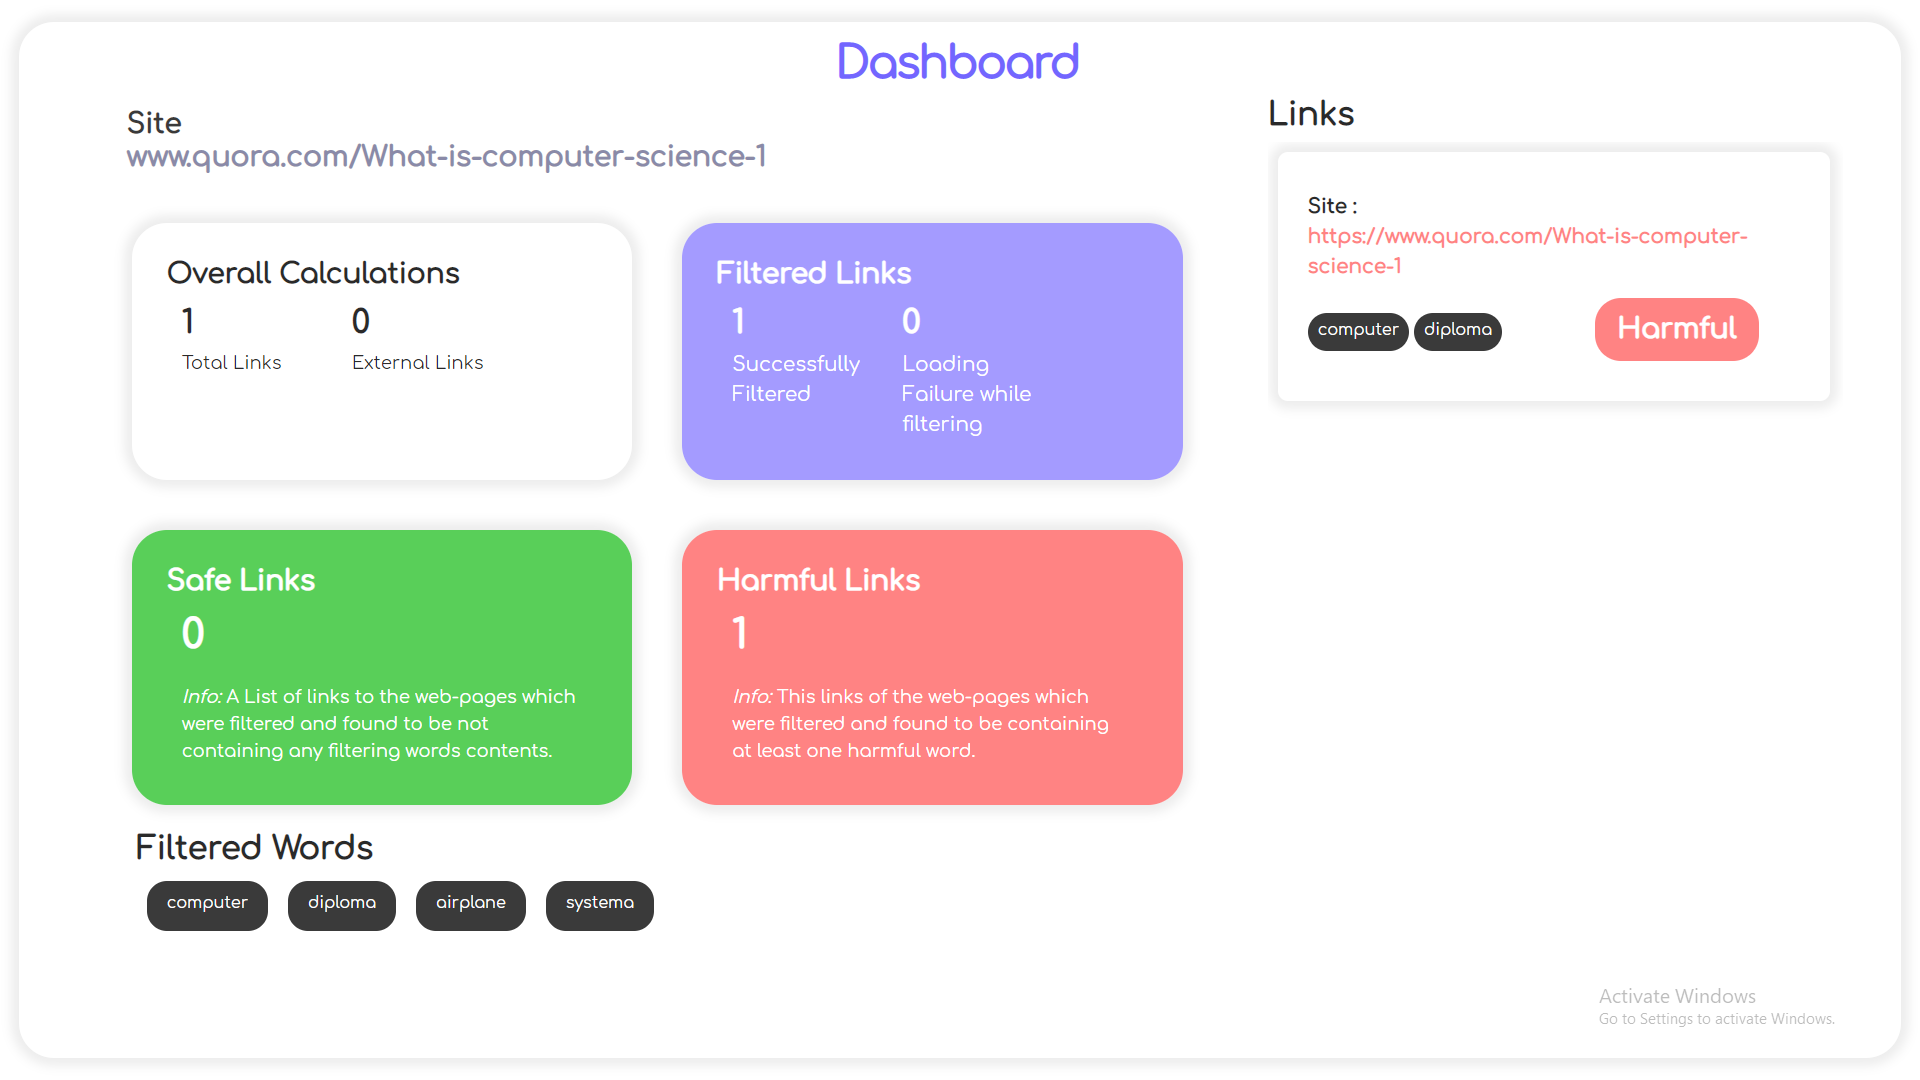 Dashboard
Site
www.quora.com/What-is-computer-science-1
Overall Calculations
1
Total Links
0
External Links
Filtered Links
1
Successfully
Filtered
0
Loading
Failure while
filtering
Safe Links
0
Info: A List of links to the web-pages which
were filtered and found to be not
containing any filtering words contents.
Harmful Links
1
Info: This links of the web-pages which
were filtered and found to be containing
at least one harmful word.
Filtered Words
computer diploma airplane systema
Links
Site :
https://www.quora.com/What-is-computer-
science-1
computer diploma
Harmful
Activate Windows
Go to Settings to activate Windows.